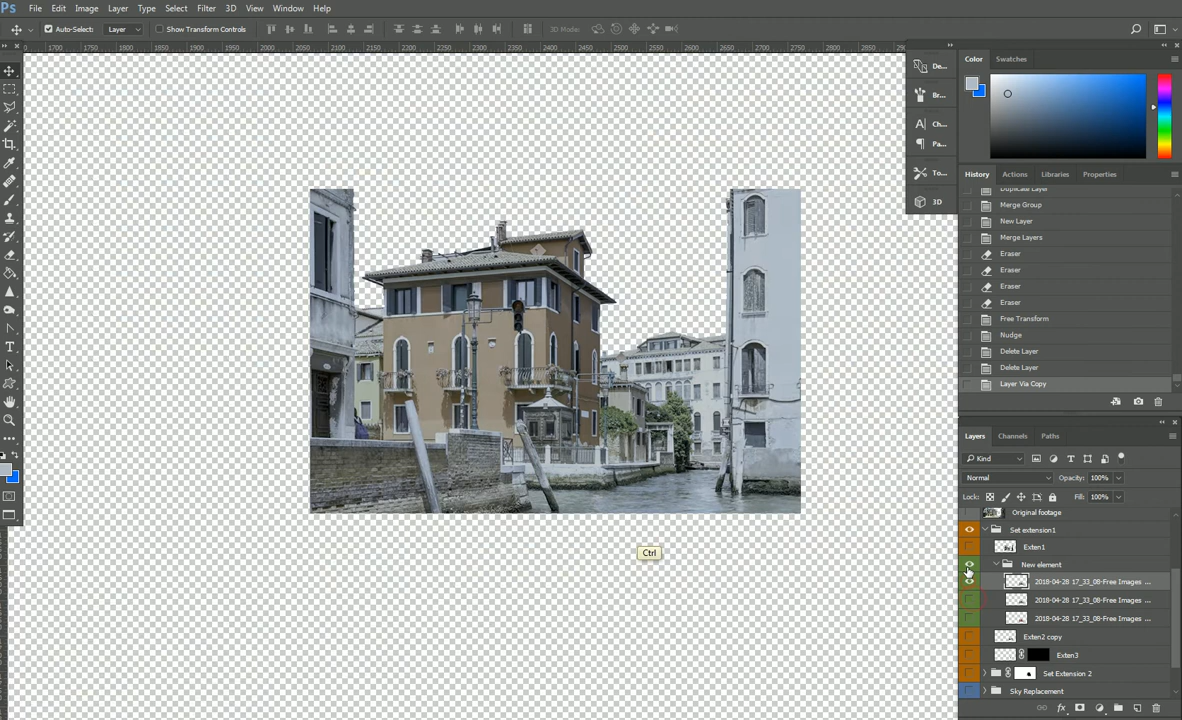 Ps File Edit Image Layer Type Select Filter 3D View Window Help
Auto-Select: Layer Show Transform Controls 3D Mode:
1700 1750 1800 1850 1900 1950 2000 2050 2100 2150 2200 2250 2300 2350 2400 2450 2500 2550 2600 2650 2700 2750 2800 2850
De...
Br...
Ch...
Pa...
To...
3D
Color Swatches
History Actions Libraries Properties
Duplicate Layer
Merge Group
New Layer
Merge Layers
Eraser
Eraser
Eraser
Eraser
Free Transform
Nudge
Delete Layer
Delete Layer
Layer Via Copy
Layers Channels Paths
Kind
Normal Opacity: 100%
Lock: Fill: 100%
Original footage
Set extension1
Exten1
New element
2018-04-28 17_33_08-Free Images ...
2018-04-28 17_33_08-Free Images ...
2018-04-28 17_33_08-Free Images ...
Exten2 copy
Exten3
Set Extension 2
Sky Replacement
Ctrl